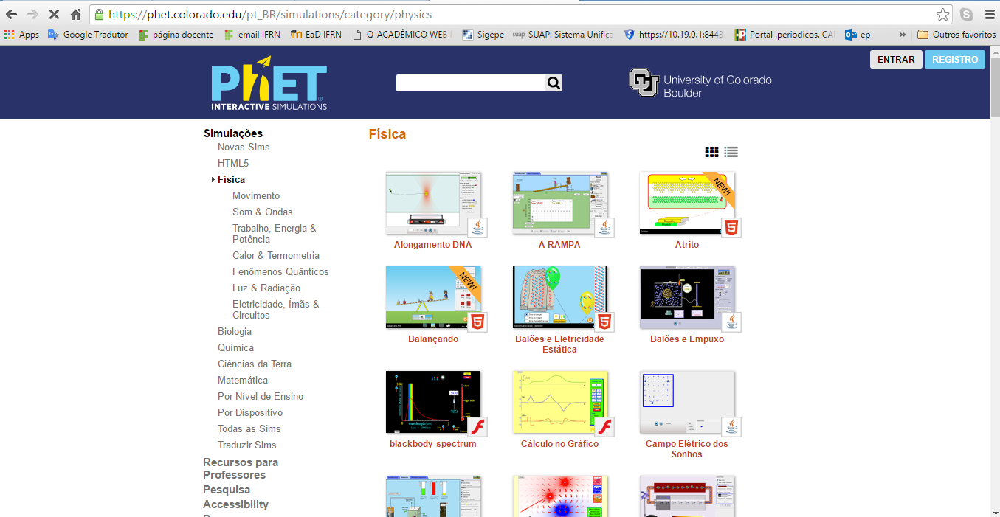 https://phet.colorado.edu/pt_BR/simulations/category/physics
Apps Google Tradutor página docente email IFRN EaD IFRN Q-ACADÊMICO WEB Sigepe suap SUAP: Sistema Unifica https://10.19.0.1:8443 Portal .periodicos. CA ep » Outros favoritos
ENTRAR REGISTRO
PhET
INTERACTIVE SIMULATIONS
University of Colorado
Boulder
Simulações
Novas Sims
HTML5
Física
Movimento
Som & Ondas
Trabalho, Energia &
Potência
Calor & Termometria
Fenômenos Quânticos
Luz & Radiação
Eletricidade, Ímãs &
Circuitos
Biologia
Química
Ciências da Terra
Matemática
Por Nível de Ensino
Por Dispositivo
Todas as Sims
Traduzir Sims
Recursos para
Professores
Pesquisa
Accessibility
Física
NEW!
Alongamento DNA A RAMPA Atrito
NEW!
Balançando Balões e Eletricidade
Estática Balões e Empuxo
blackbody-spectrum Cálculo no Gráfico Campo Elétrico dos
Sonhos